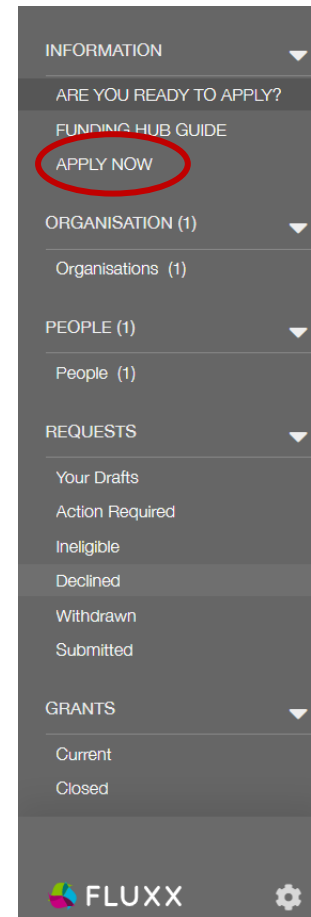 INFORMATION
ARE YOU READY TO APPLY?
FUNDING HUB GUIDE
APPLY NOW
ORGANISATION (1)
Organisations (1)
PEOPLE (1)
People (1)
REQUESTS
Your Drafts
Action Required
Ineligible
Declined
Withdrawn
Submitted
GRANTS
Current
Closed
FLUXX